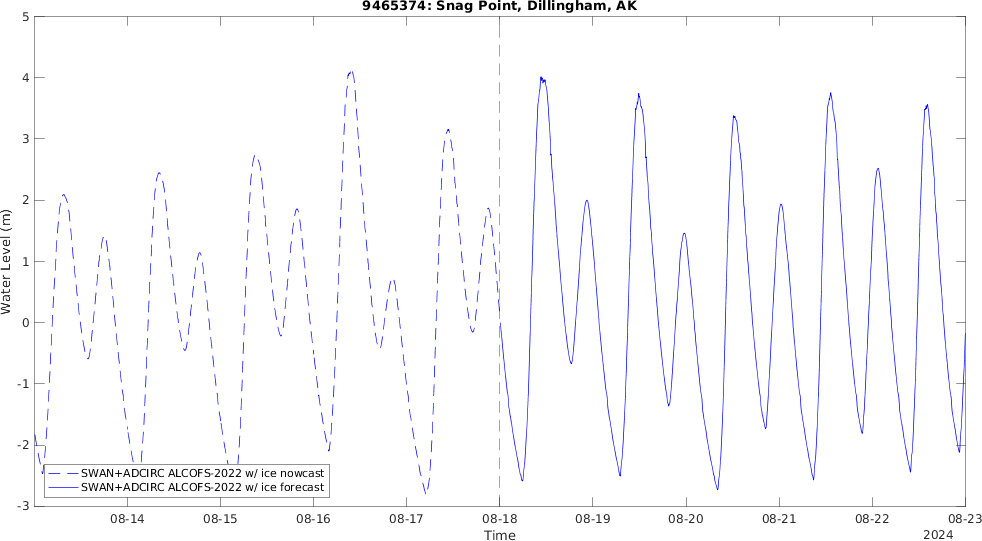 9465374: Snag Point, Dillingham, AK
Water Level (m)
5
4
3
2
1
0
-1
-2
-3
SWAN+ADCIRC ALCOFS-2022 w/ ice nowcast
SWAN+ADCIRC ALCOFS-2022 w/ ice forecast
08-14 08-15 08-16 08-17 08-18 08-19 08-20 08-21 08-22 08-23
Time
2024